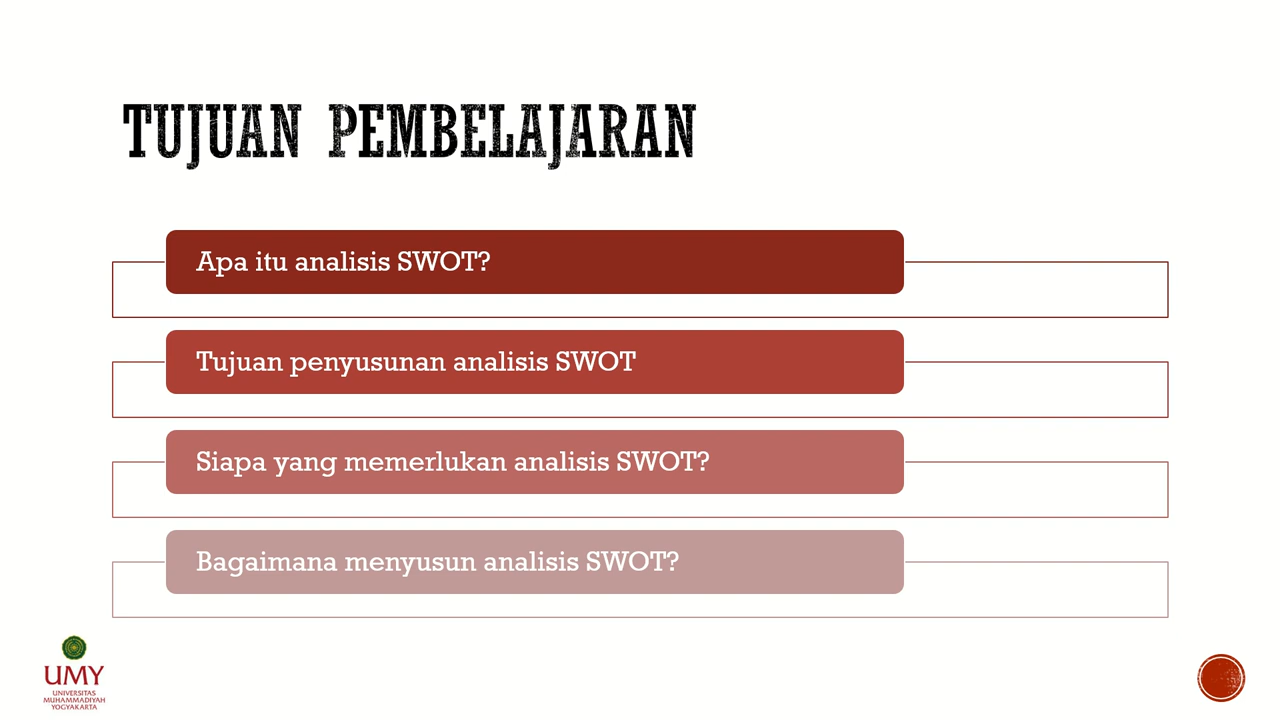 TUJUAN PEMBELAJARAN
Apa itu analisis SWOT?
Tujuan penyusunan analisis SWOT
Siapa yang memerlukan analisis SWOT?
Bagaimana menyusun analisis SWOT?
UMY
UNIVERSITAS
MUHAMMADIYAH
YOGYAKARTA